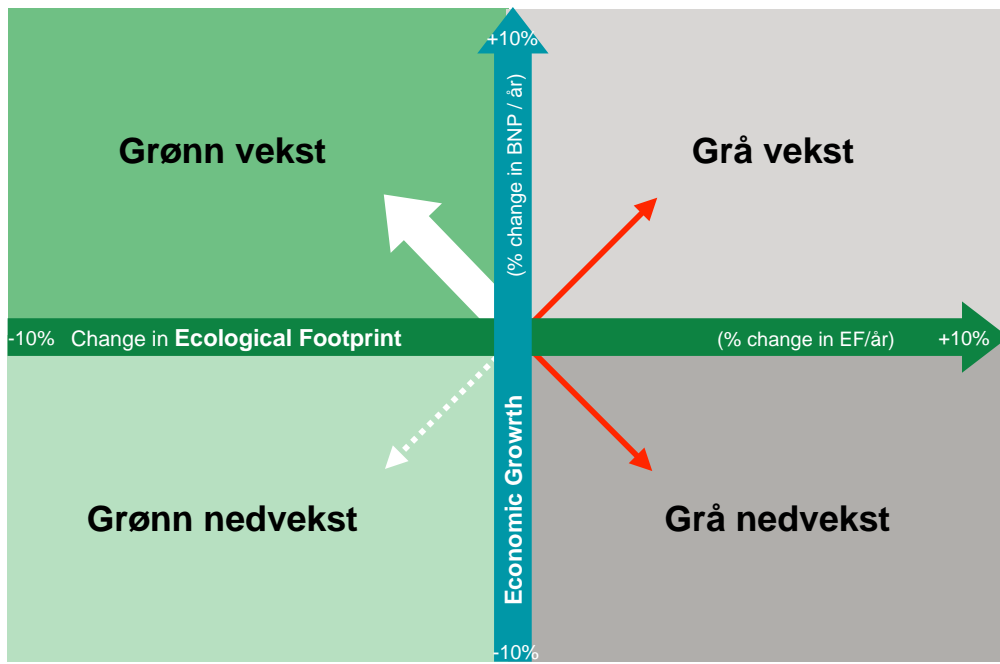 +10%
(% change in BNP / år)
Grønn vekst
Grå vekst
-10% Change in Ecological Footprint
(% change in EF/år) +10%
Economic Growrth
Grønn nedvekst
Grå nedvekst
-10%